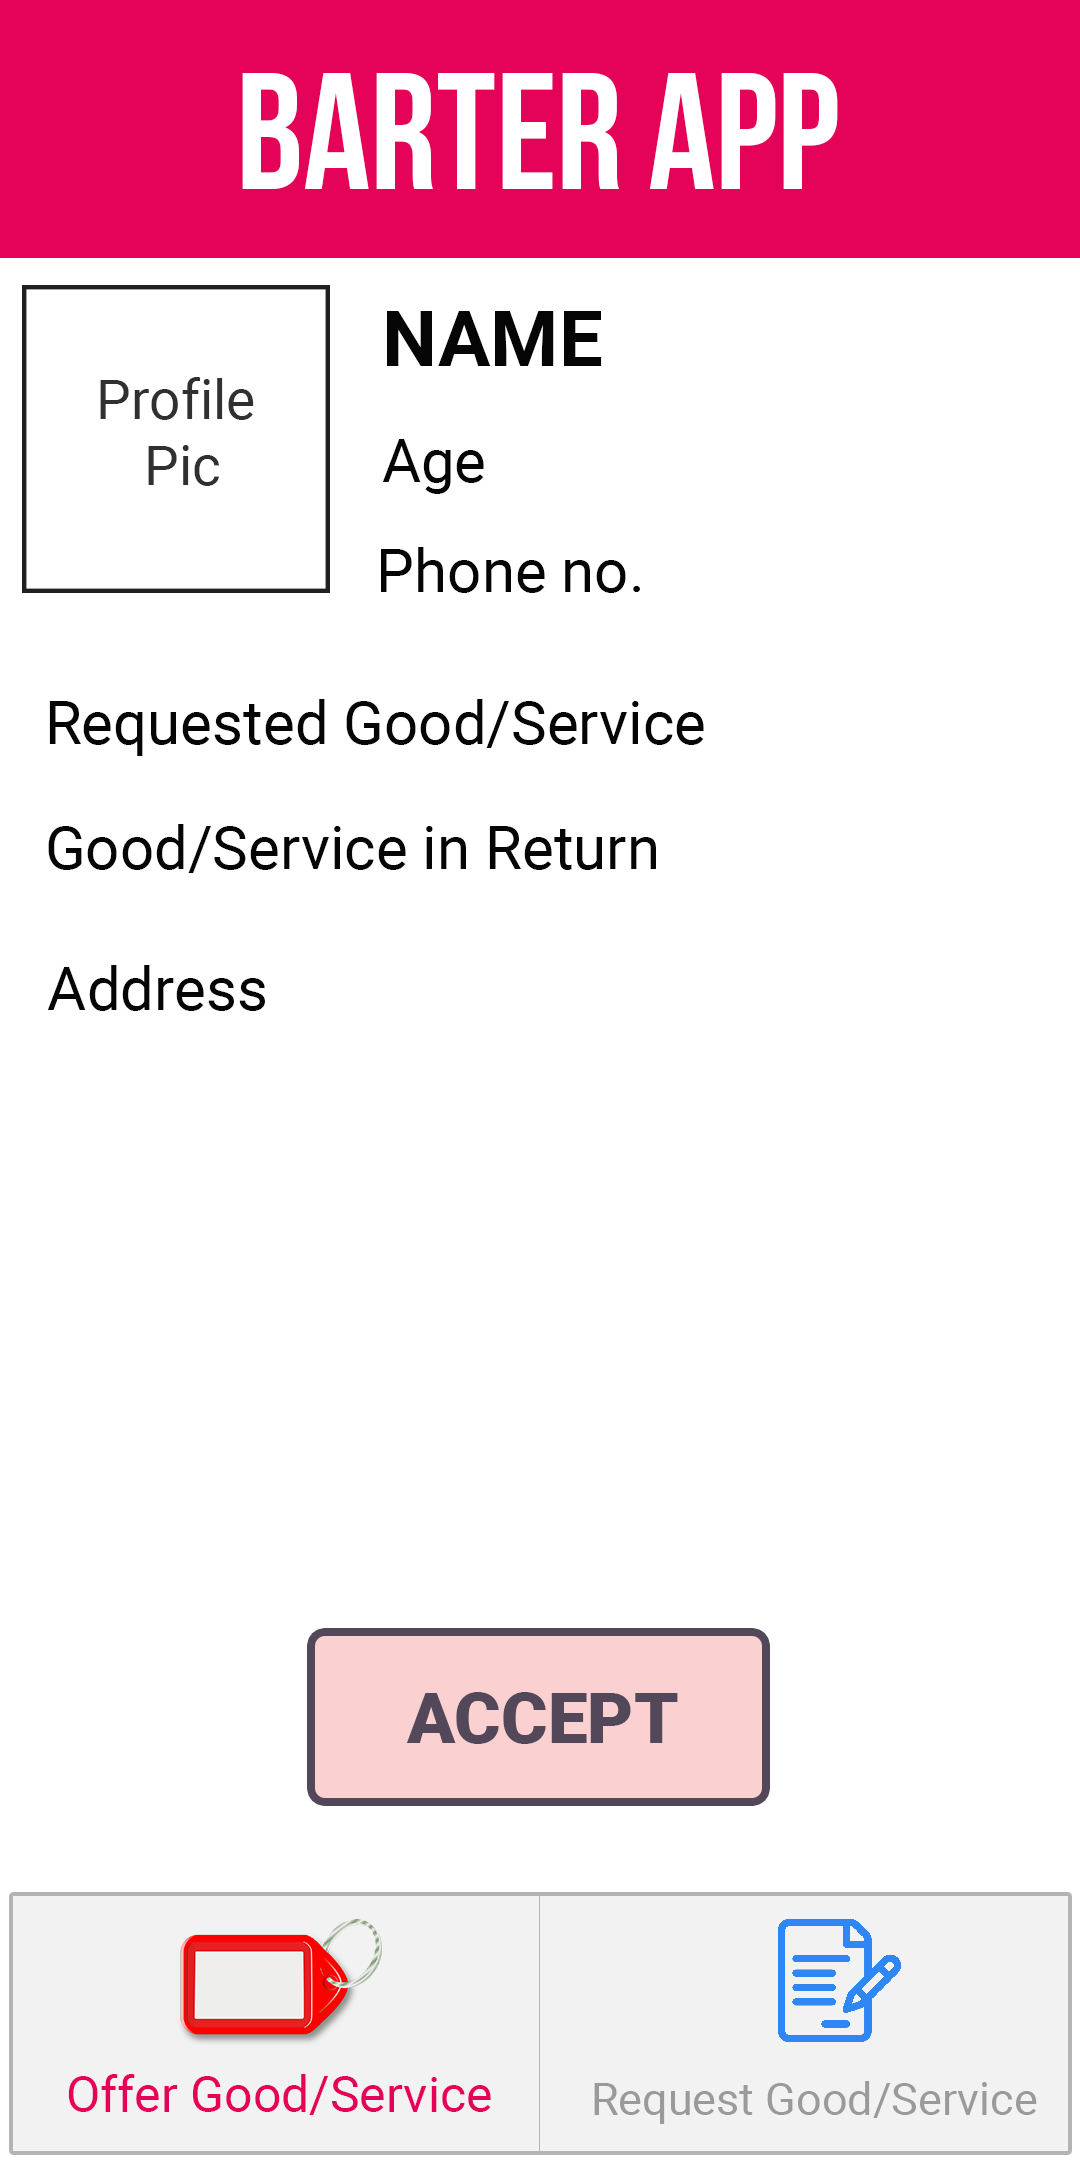 BARTER APP
Profile
Pic
NAME
Age
Phone no.
Requested Good/Service
Good/Service in Return
Address
ACCEPT
Offer Good/Service
Request Good/Service